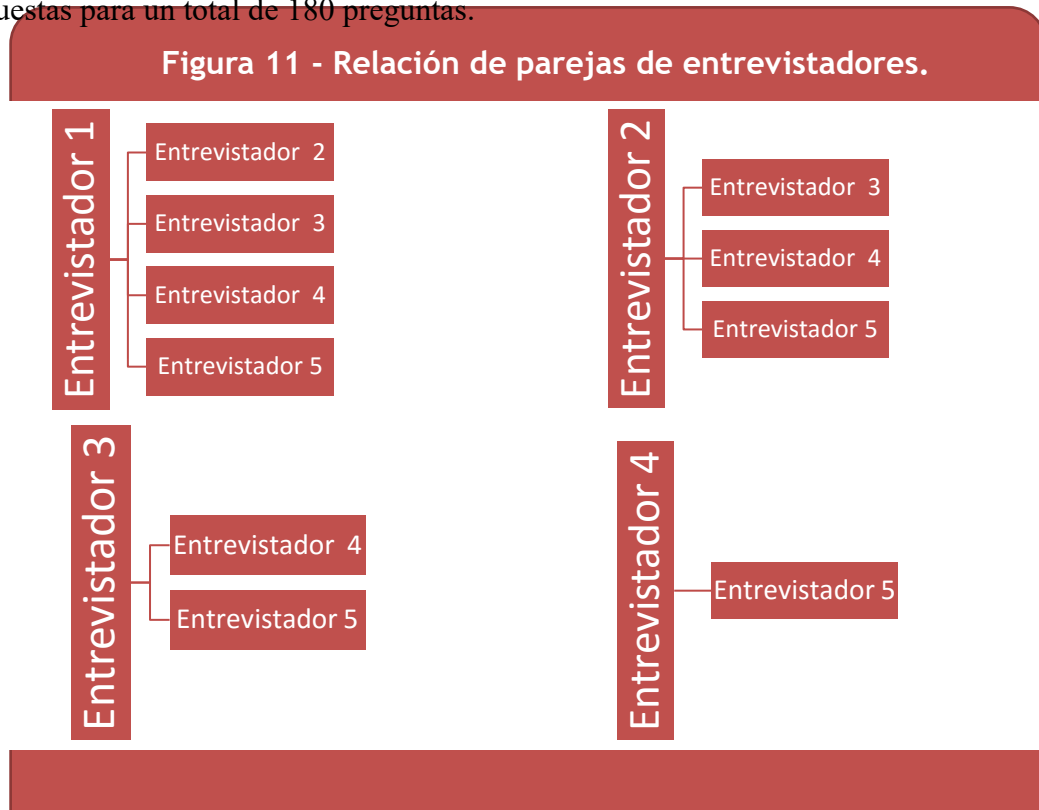 uestas para un total de 180 preguntas.
Figura 11 - Relación de parejas de entrevistadores.
Entrevistador 1
Entrevistador 2
Entrevistador 3
Entrevistador 4
Entrevistador 5
Entrevistador 2
Entrevistador 3
Entrevistador 4
Entrevistador 5
Entrevistador 3
Entrevistador 4
Entrevistador 5
Entrevistador 4
Entrevistador 5